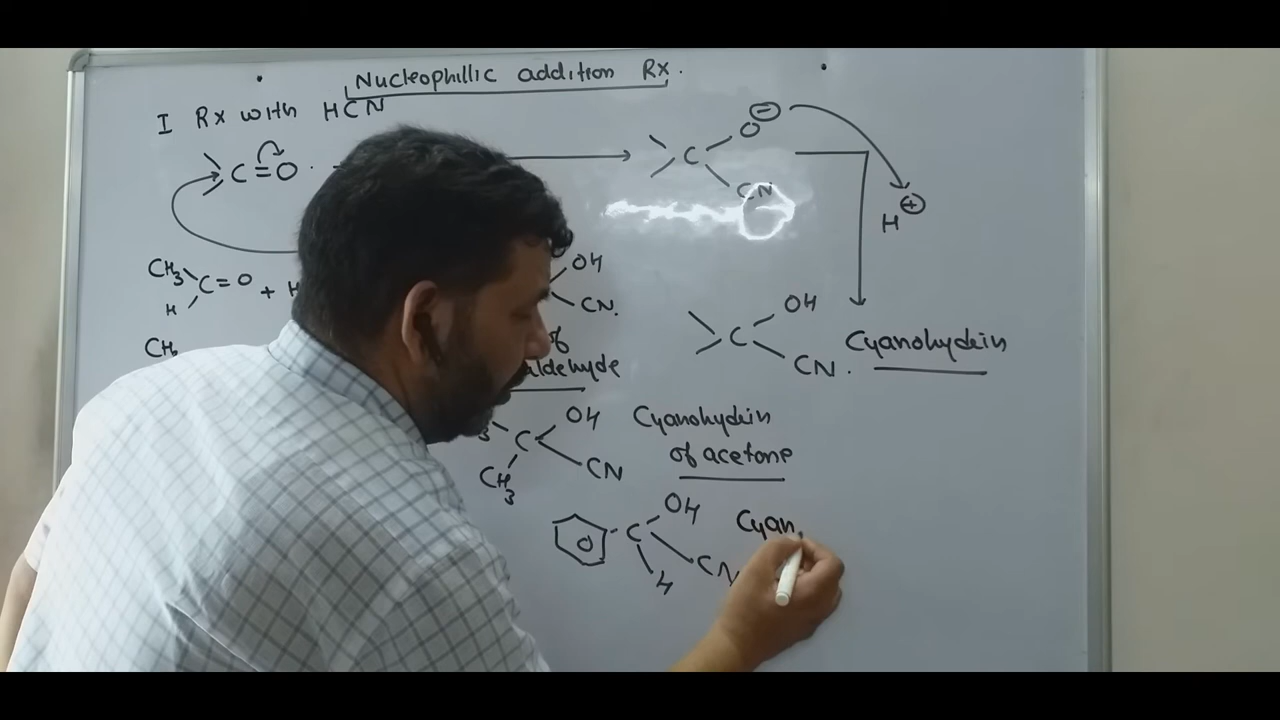 Nucleophillic addition Rx.
I Rx with HCN
C=O
C O⊖ CN
H⊕
CH3 H C=O + H
OH CN.
C OH CN. Cyanohydrin
CH
of
aldehyde
C OH CN CH3
Cyanohydrin
of acetone
C OH CN H
Cyan